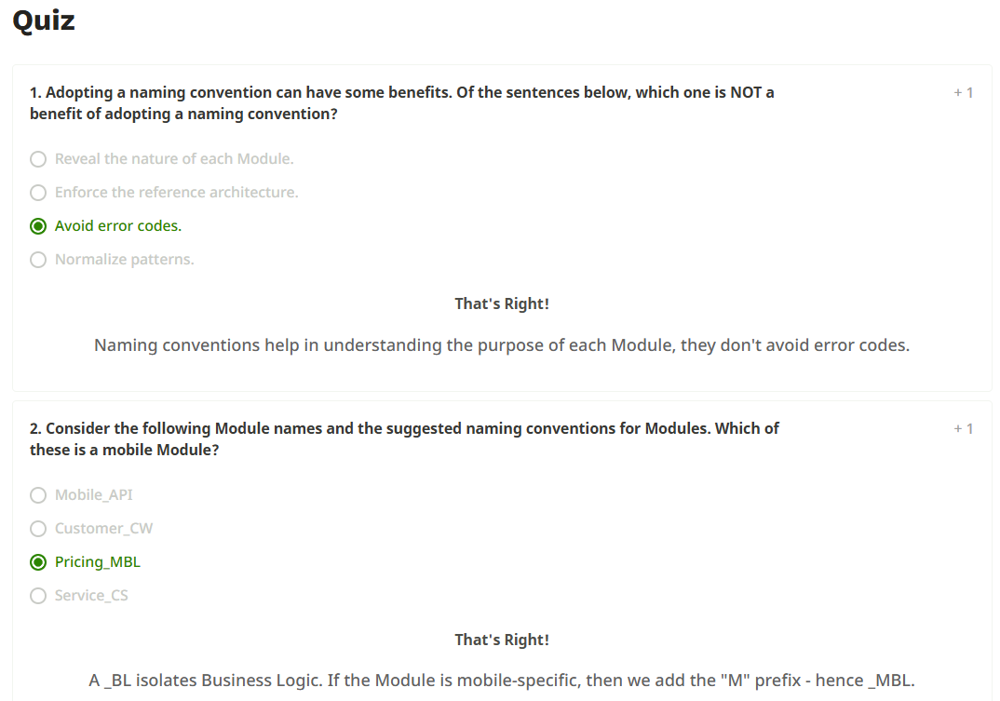 Quiz
1. Adopting a naming convention can have some benefits. Of the sentences below, which one is NOT a
+ 1
benefit of adopting a naming convention?
Reveal the nature of each Module.
Enforce the reference architecture.
Avoid error codes.
Normalize patterns.
That's Right!
Naming conventions help in understanding the purpose of each Module, they don't avoid error codes.
2. Consider the following Module names and the suggested naming conventions for Modules. Which of
+ 1
these is a mobile Module?
Mobile_API
Customer_CW
Pricing_MBL
Service_CS
That's Right!
A _BL isolates Business Logic. If the Module is mobile-specific, then we add the "M" prefix - hence _MBL.